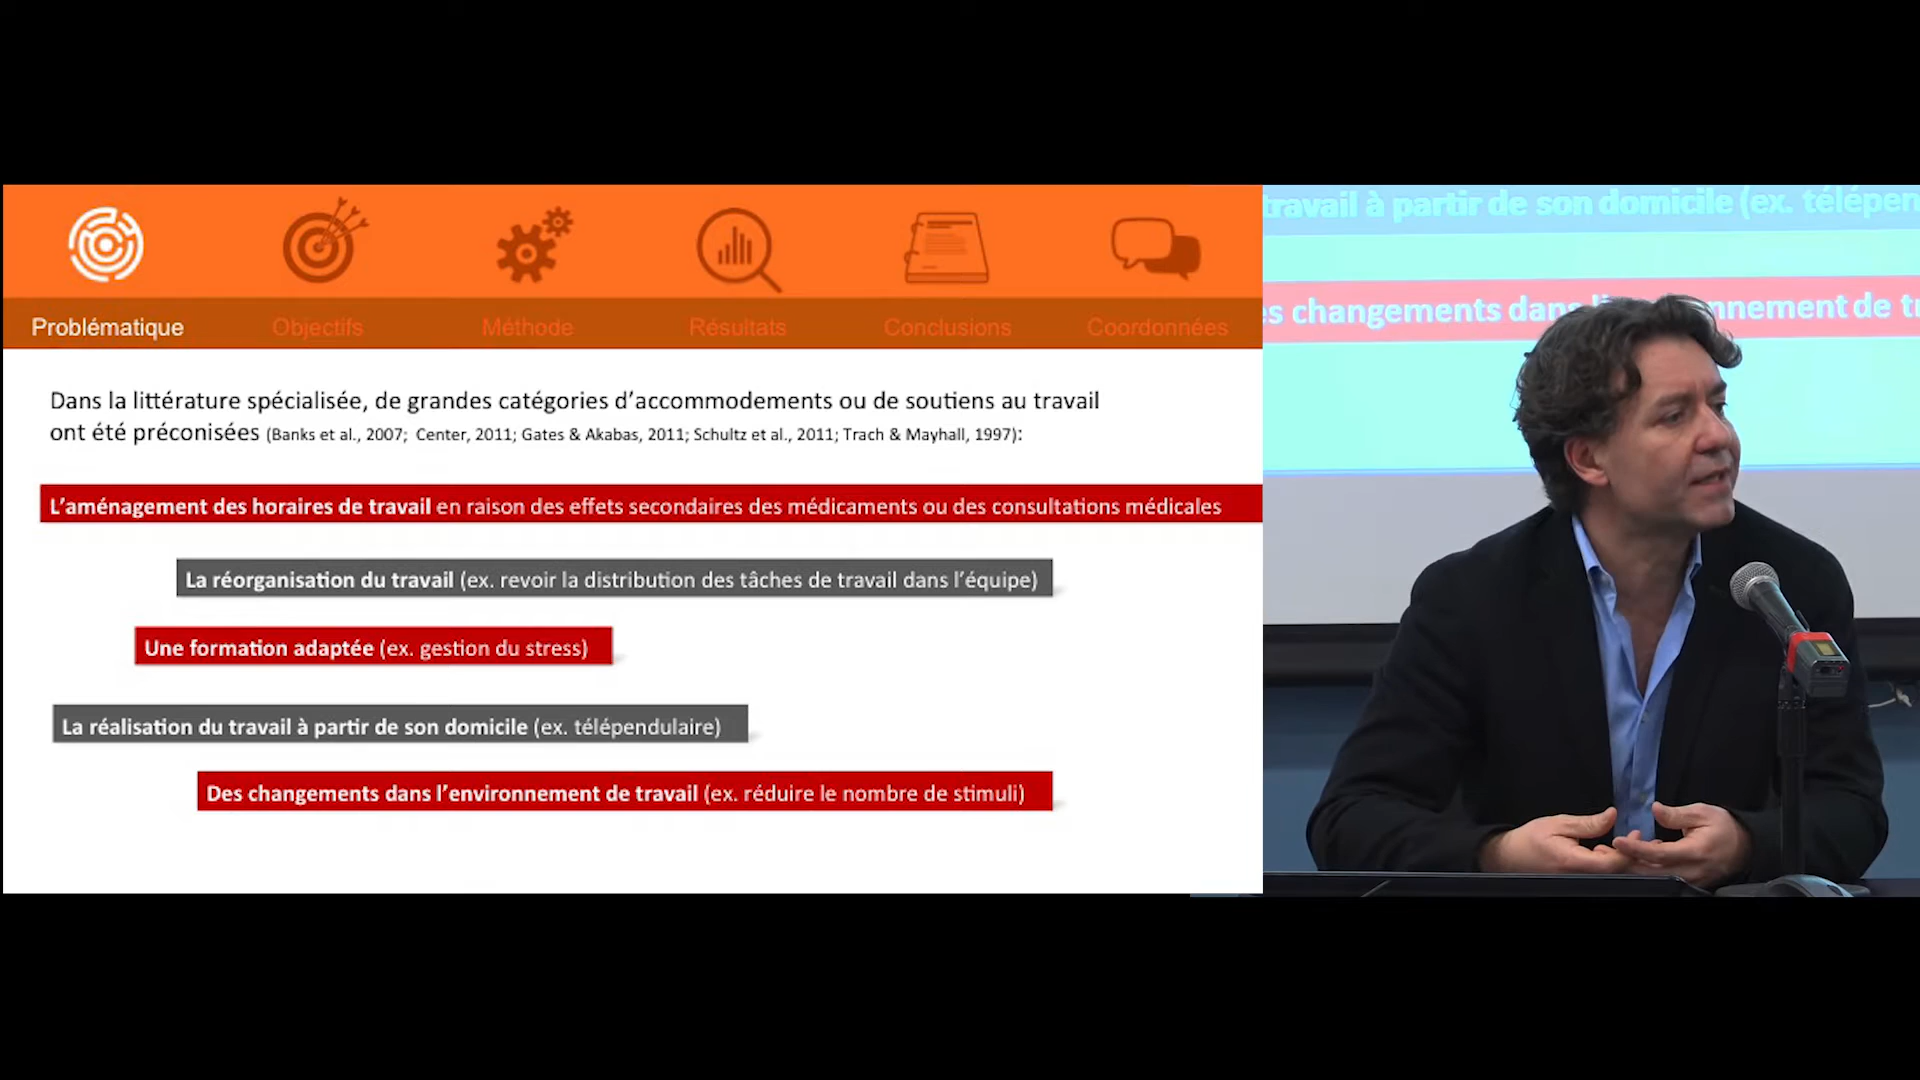 Problématique
Objectifs
Méthode
Résultats
Conclusions
Coordonnées
Dans la littérature spécialisée, de grandes catégories d’accommodements ou de soutiens au travail
ont été préconisées (Banks et al., 2007; Center, 2011; Gates & Akabas, 2011; Schultz et al., 2011; Trach & Mayhall, 1997):
L’aménagement des horaires de travail en raison des effets secondaires des médicaments ou des consultations médicales
La réorganisation du travail (ex. revoir la distribution des tâches de travail dans l’équipe)
Une formation adaptée (ex. gestion du stress)
La réalisation du travail à partir de son domicile (ex. télépendulaire)
Des changements dans l’environnement de travail (ex. réduire le nombre de stimuli)
travail à partir de son domicile (ex. télépen
es changements dans nnement de tr